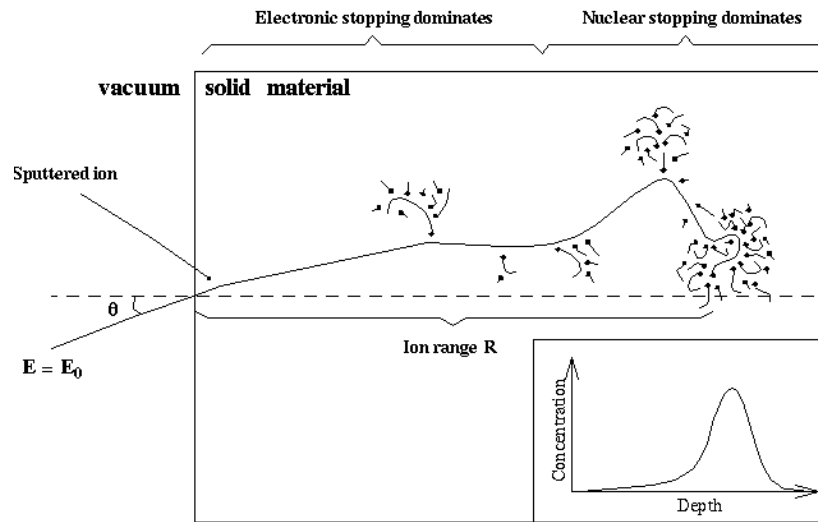 Electronic stopping dominates
Nuclear stopping dominates
vacuum solid material
Sputtered ion
θ
E = E₀
Ion range R
Concentration
Depth